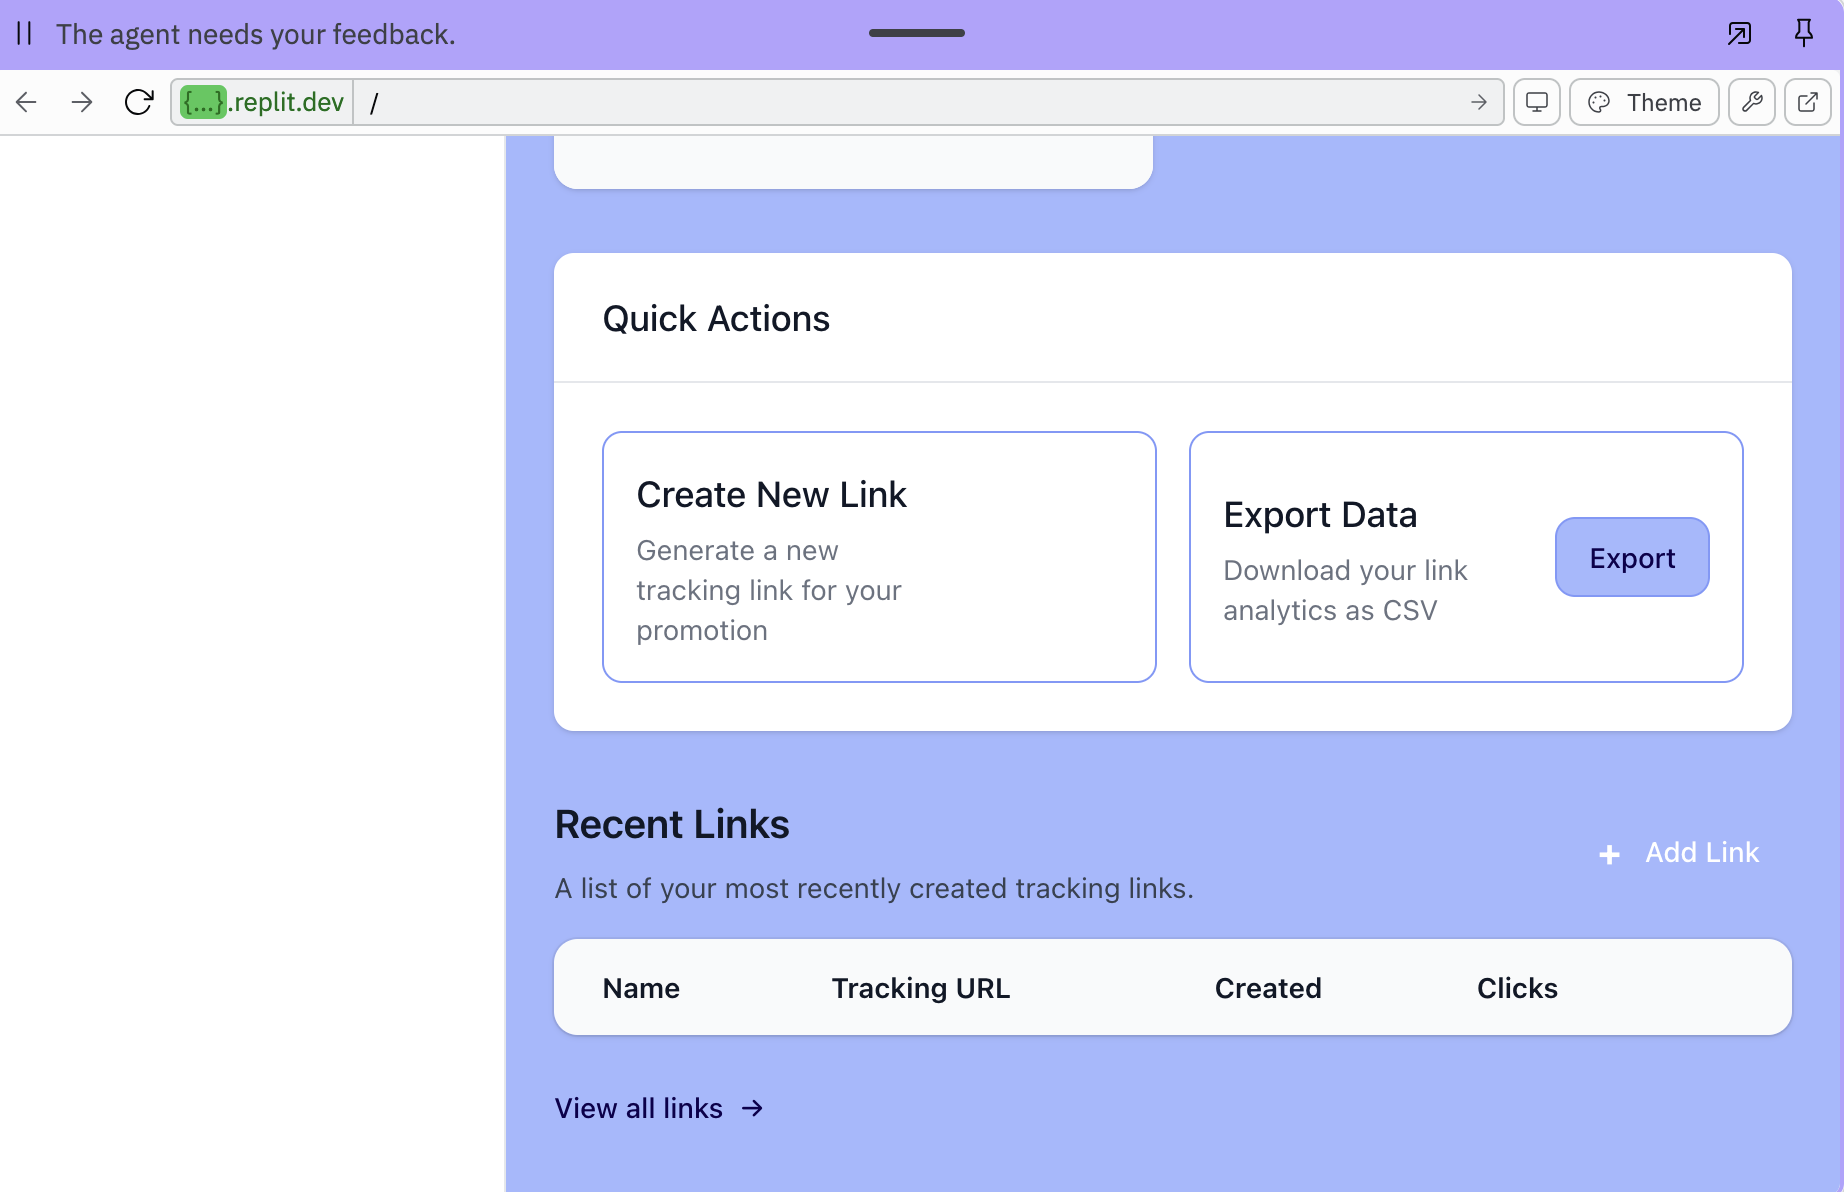 The agent needs your feedback.
{...}.replit.dev /
Theme
Quick Actions
Create New Link
Generate a new
tracking link for your
promotion
Export Data
Download your link
analytics as CSV
Export
Recent Links
A list of your most recently created tracking links.
+ Add Link
Name Tracking URL Created Clicks
View all links →